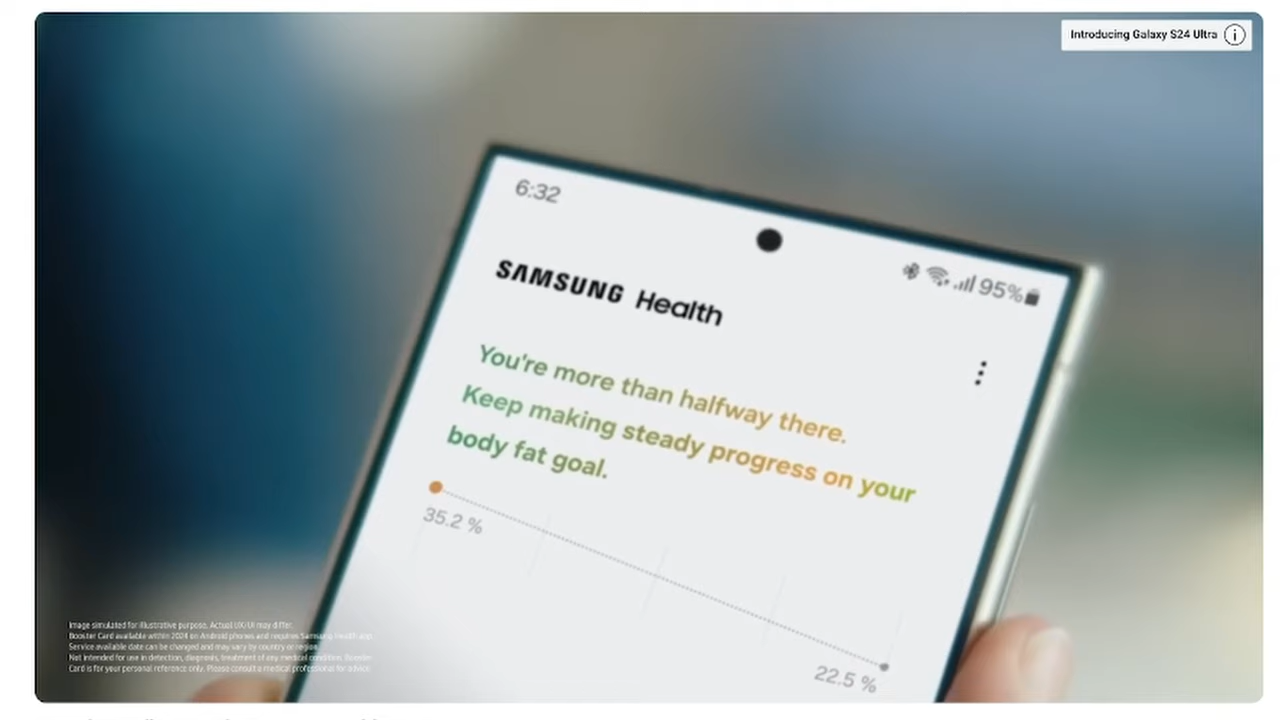 Introducing Galaxy S24 Ultra
6:32
95%
SAMSUNG Health
You're more than halfway there.
Keep making steady progress on your
body fat goal.
35.2 %
22.5 %
Image simulated for illustrative purpose. Actual UX/UI may differ.
Booster Card available within 2024 on Android phones and requires Samsung Health app.
Service available date can be changed and may vary by country or region.
Not intended for use in detection, diagnosis, treatment of any medical condition. Booster
Card is for your personal reference only. Please consult a medical professional for advice.